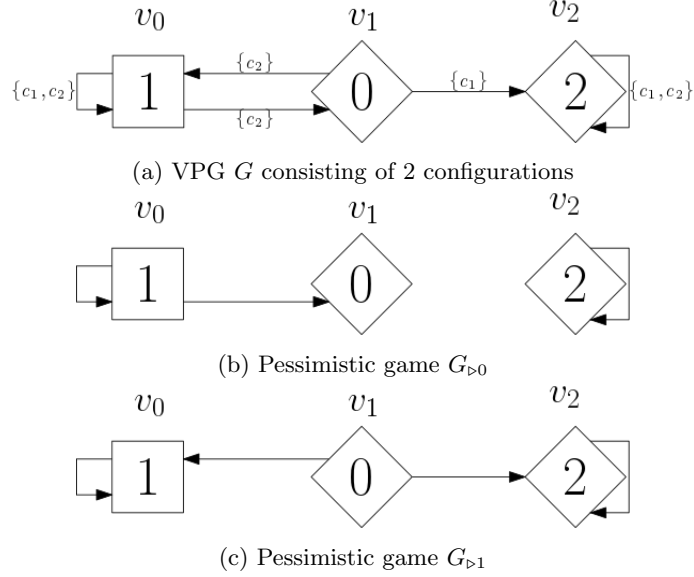 v₀ v₁ v₂
{c₁,c₂} 1 {c₂} {c₂} 0 {c₁} 2 {c₁,c₂}
(a) VPG G consisting of 2 configurations
v₀ v₁ v₂
1 0 2
(b) Pessimistic game G▷₀
v₀ v₁ v₂
1 0 2
(c) Pessimistic game G▷₁